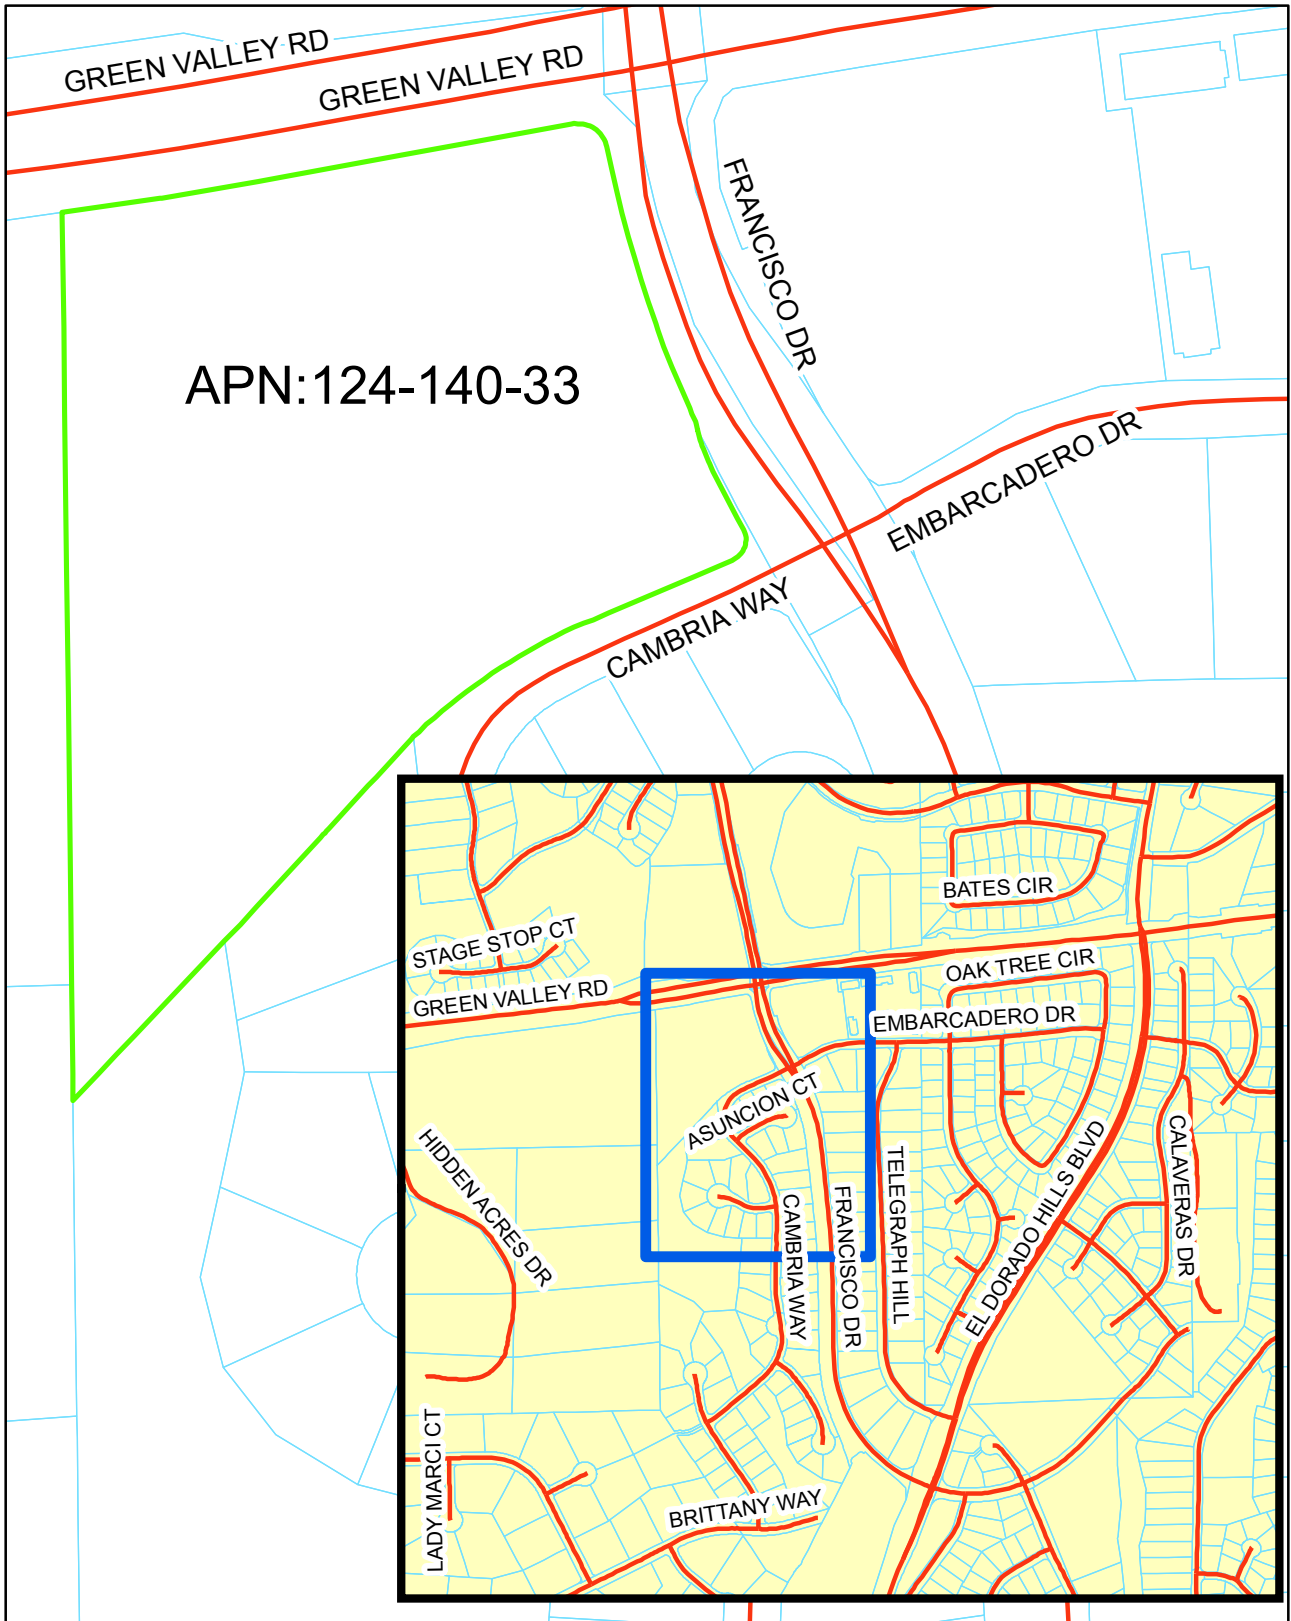 GREEN VALLEY RD
GREEN VALLEY RD
FRANCISCO DR
APN:124-140-33
EMBARCADERO DR
CAMBRIA WAY
BATES CIR
STAGE STOP CT
OAK TREE CIR
GREEN VALLEY RD
EMBARCADERO DR
ASUNCION CT
HIDDEN ACRES DR
TELEGRAPH HILL
EL DORADO HILLS BLVD
CALAVERAS DR
CAMBRIA WAY
FRANCISCO DR
LADY MARCI CT
BRITTANY WAY